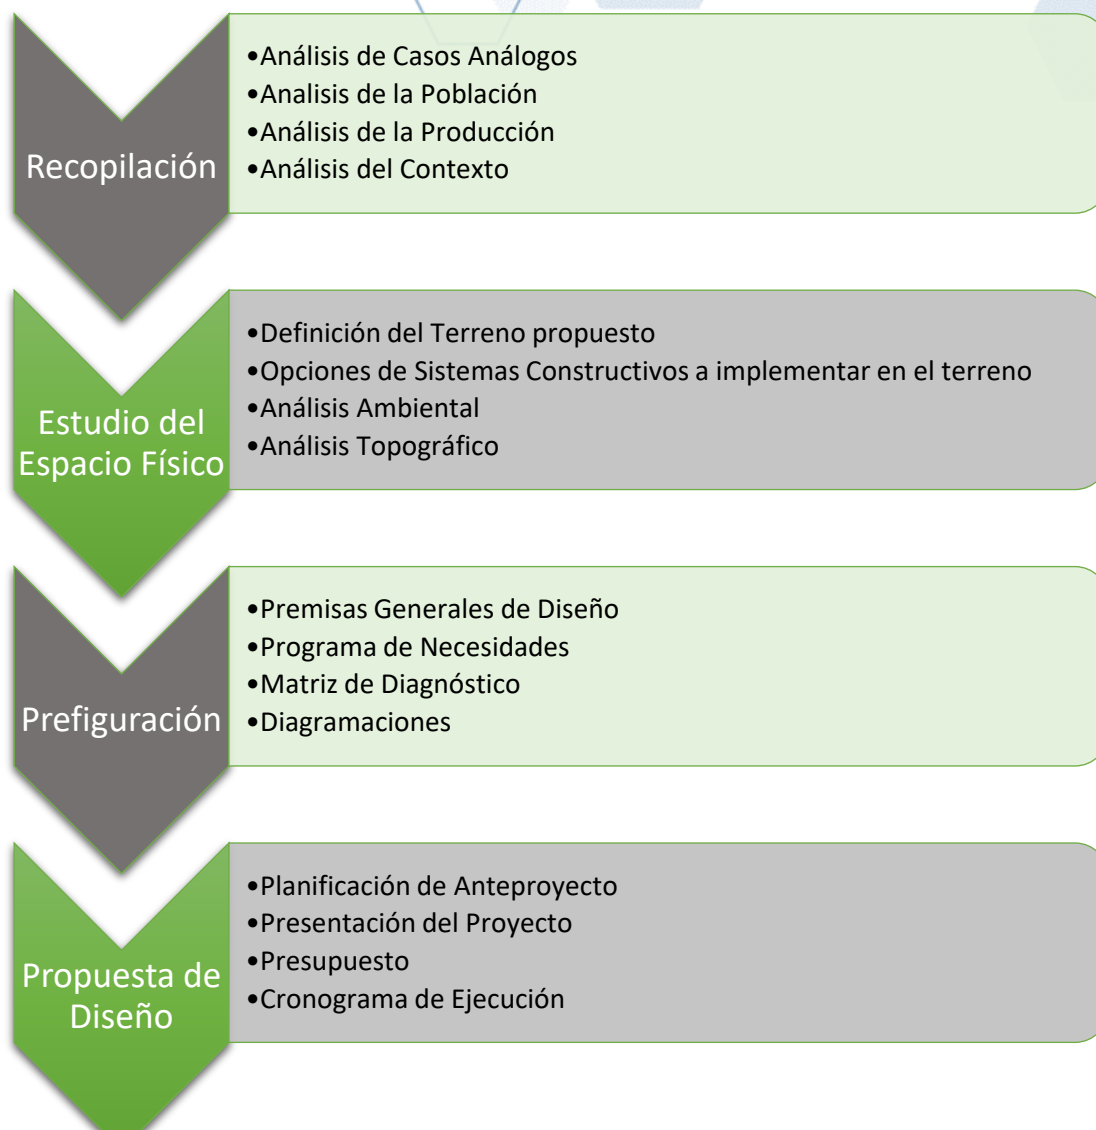 Recopilación
•Análisis de Casos Análogos
•Analisis de la Población
•Análisis de la Producción
•Análisis del Contexto
Estudio del
Espacio Físico
•Definición del Terreno propuesto
•Opciones de Sistemas Constructivos a implementar en el terreno
•Análisis Ambiental
•Análisis Topográfico
Prefiguración
•Premisas Generales de Diseño
•Programa de Necesidades
•Matriz de Diagnóstico
•Diagramaciones
Propuesta de
Diseño
•Planificación de Anteproyecto
•Presentación del Proyecto
•Presupuesto
•Cronograma de Ejecución